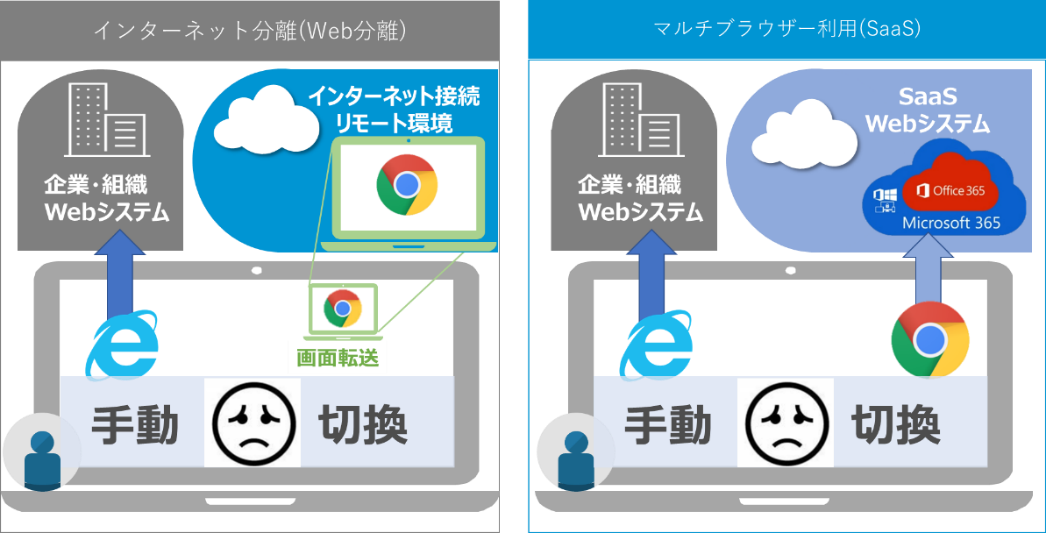 インターネット分離(Web分離)
インターネット接続
リモート環境
企業・組織
Webシステム
画面転送
手動 切換
マルチブラウザー利用(SaaS)
SaaS
Webシステム
企業・組織
Webシステム
Office 365
Microsoft 365
手動 切換